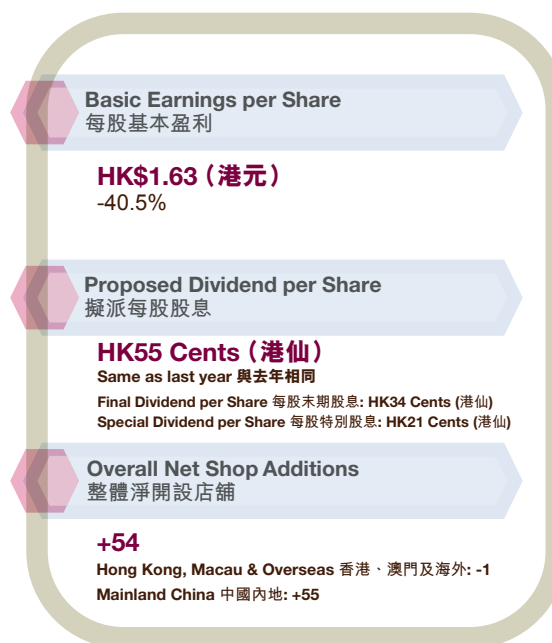 Basic Earnings per Share
每股基本盈利
HK$1.63 (港元)
-40.5%
Proposed Dividend per Share
擬派每股股息
HK55 Cents (港仙)
Same as last year 與去年相同
Final Dividend per Share 每股末期股息: HK34 Cents (港仙)
Special Dividend per Share 每股特別股息: HK21 Cents (港仙)
Overall Net Shop Additions
整體淨開設店舖
+54
Hong Kong, Macau & Overseas 香港、澳門及海外: -1
Mainland China 中國內地: +55